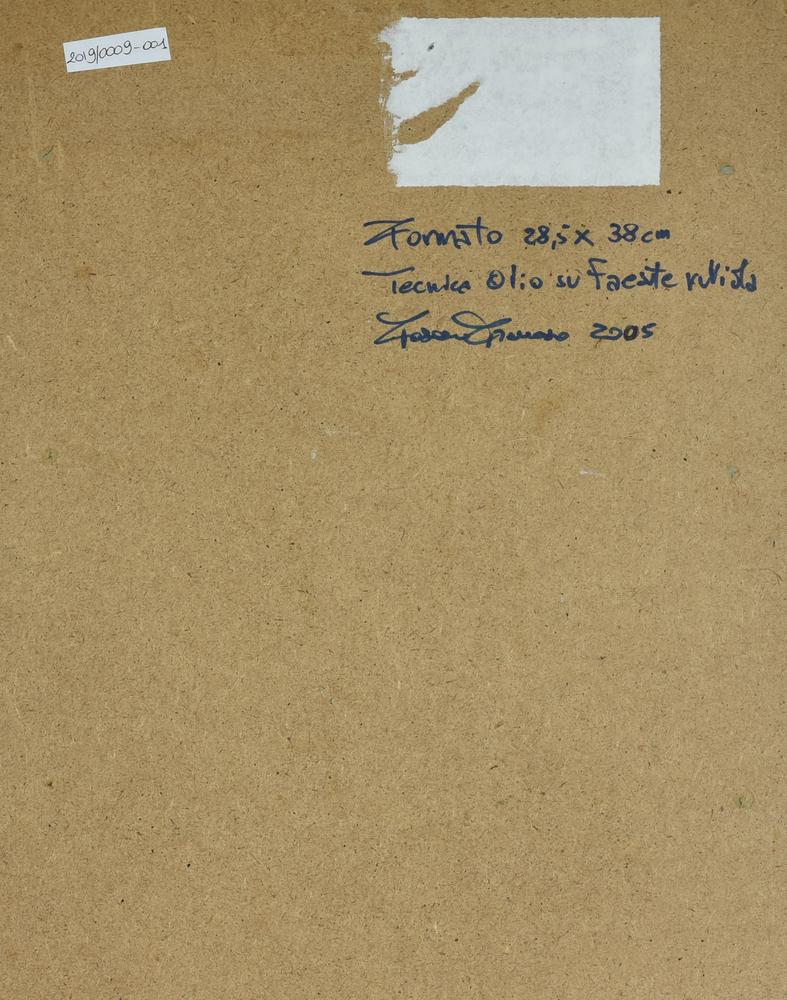 2019/0009-001
Formato 28,5 x 38 cm
Tecnica Olio su Faesite
2005